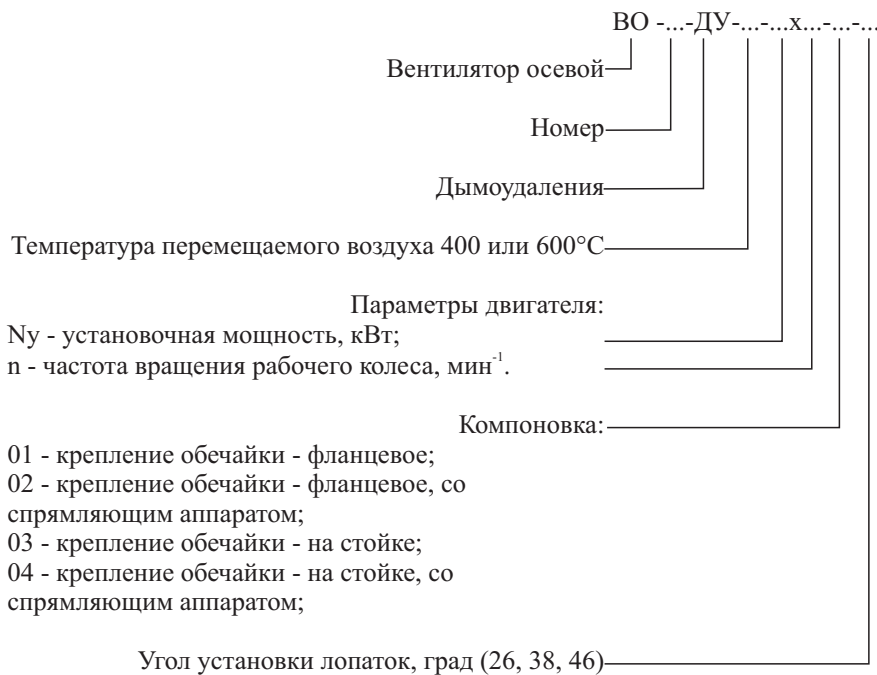 ВО -...-ДУ-...-...х...-...-...
Вентилятор осевой
Номер
Дымоудаления
Температура перемещаемого воздуха 400 или 600°С
Параметры двигателя:
Nу - установочная мощность, кВт;
n - частота вращения рабочего колеса, мин⁻¹.
Компоновка:
01 - крепление обечайки - фланцевое;
02 - крепление обечайки - фланцевое, со
спрямляющим аппаратом;
03 - крепление обечайки - на стойке;
04 - крепление обечайки - на стойке, со
спрямляющим аппаратом;
Угол установки лопаток, град (26, 38, 46)